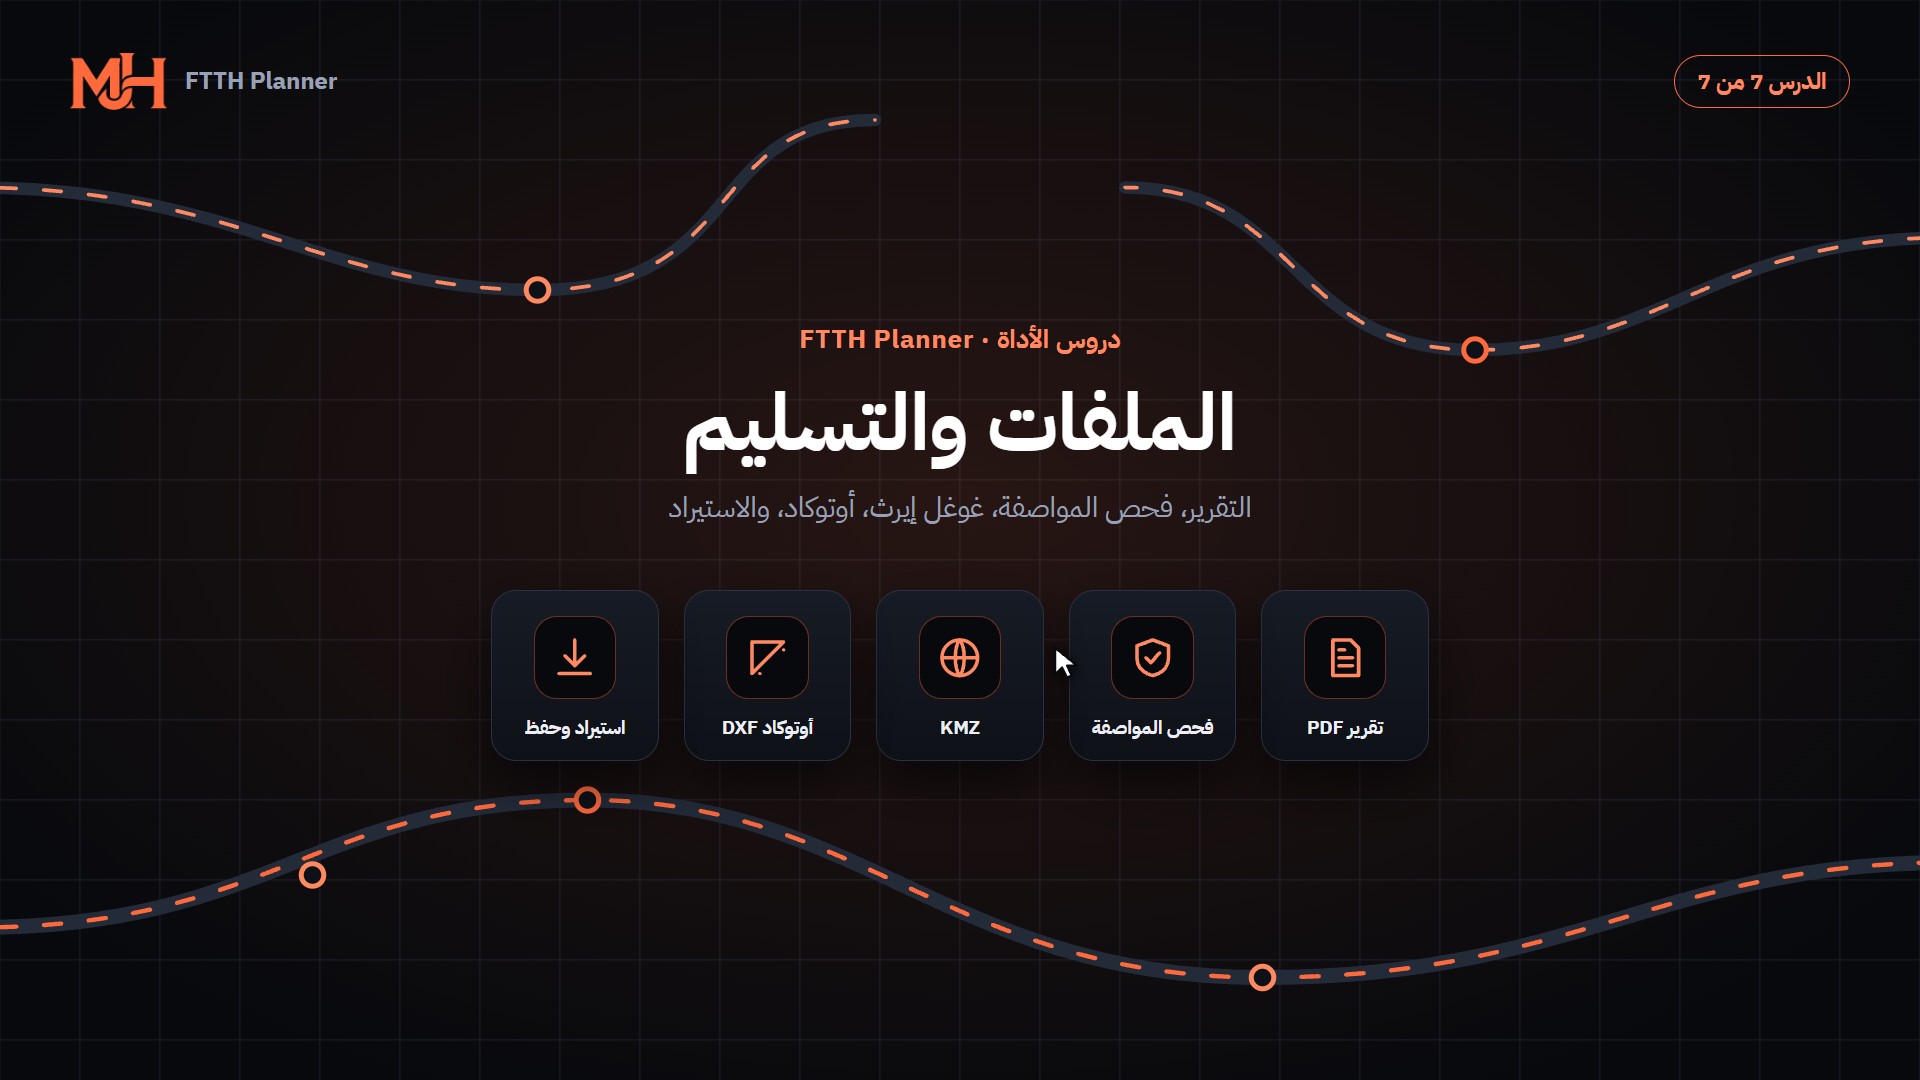 MJH FTTH Planner
الدرس 7 من 7
دروس الأداة · FTTH Planner
الملفات والتسليم
التقرير، فحص المواصفة، غوغل إيرث، أوتوكاد، والاستيراد
تقرير PDF
فحص المواصفة
KMZ
أوتوكاد DXF
استيراد وحفظ